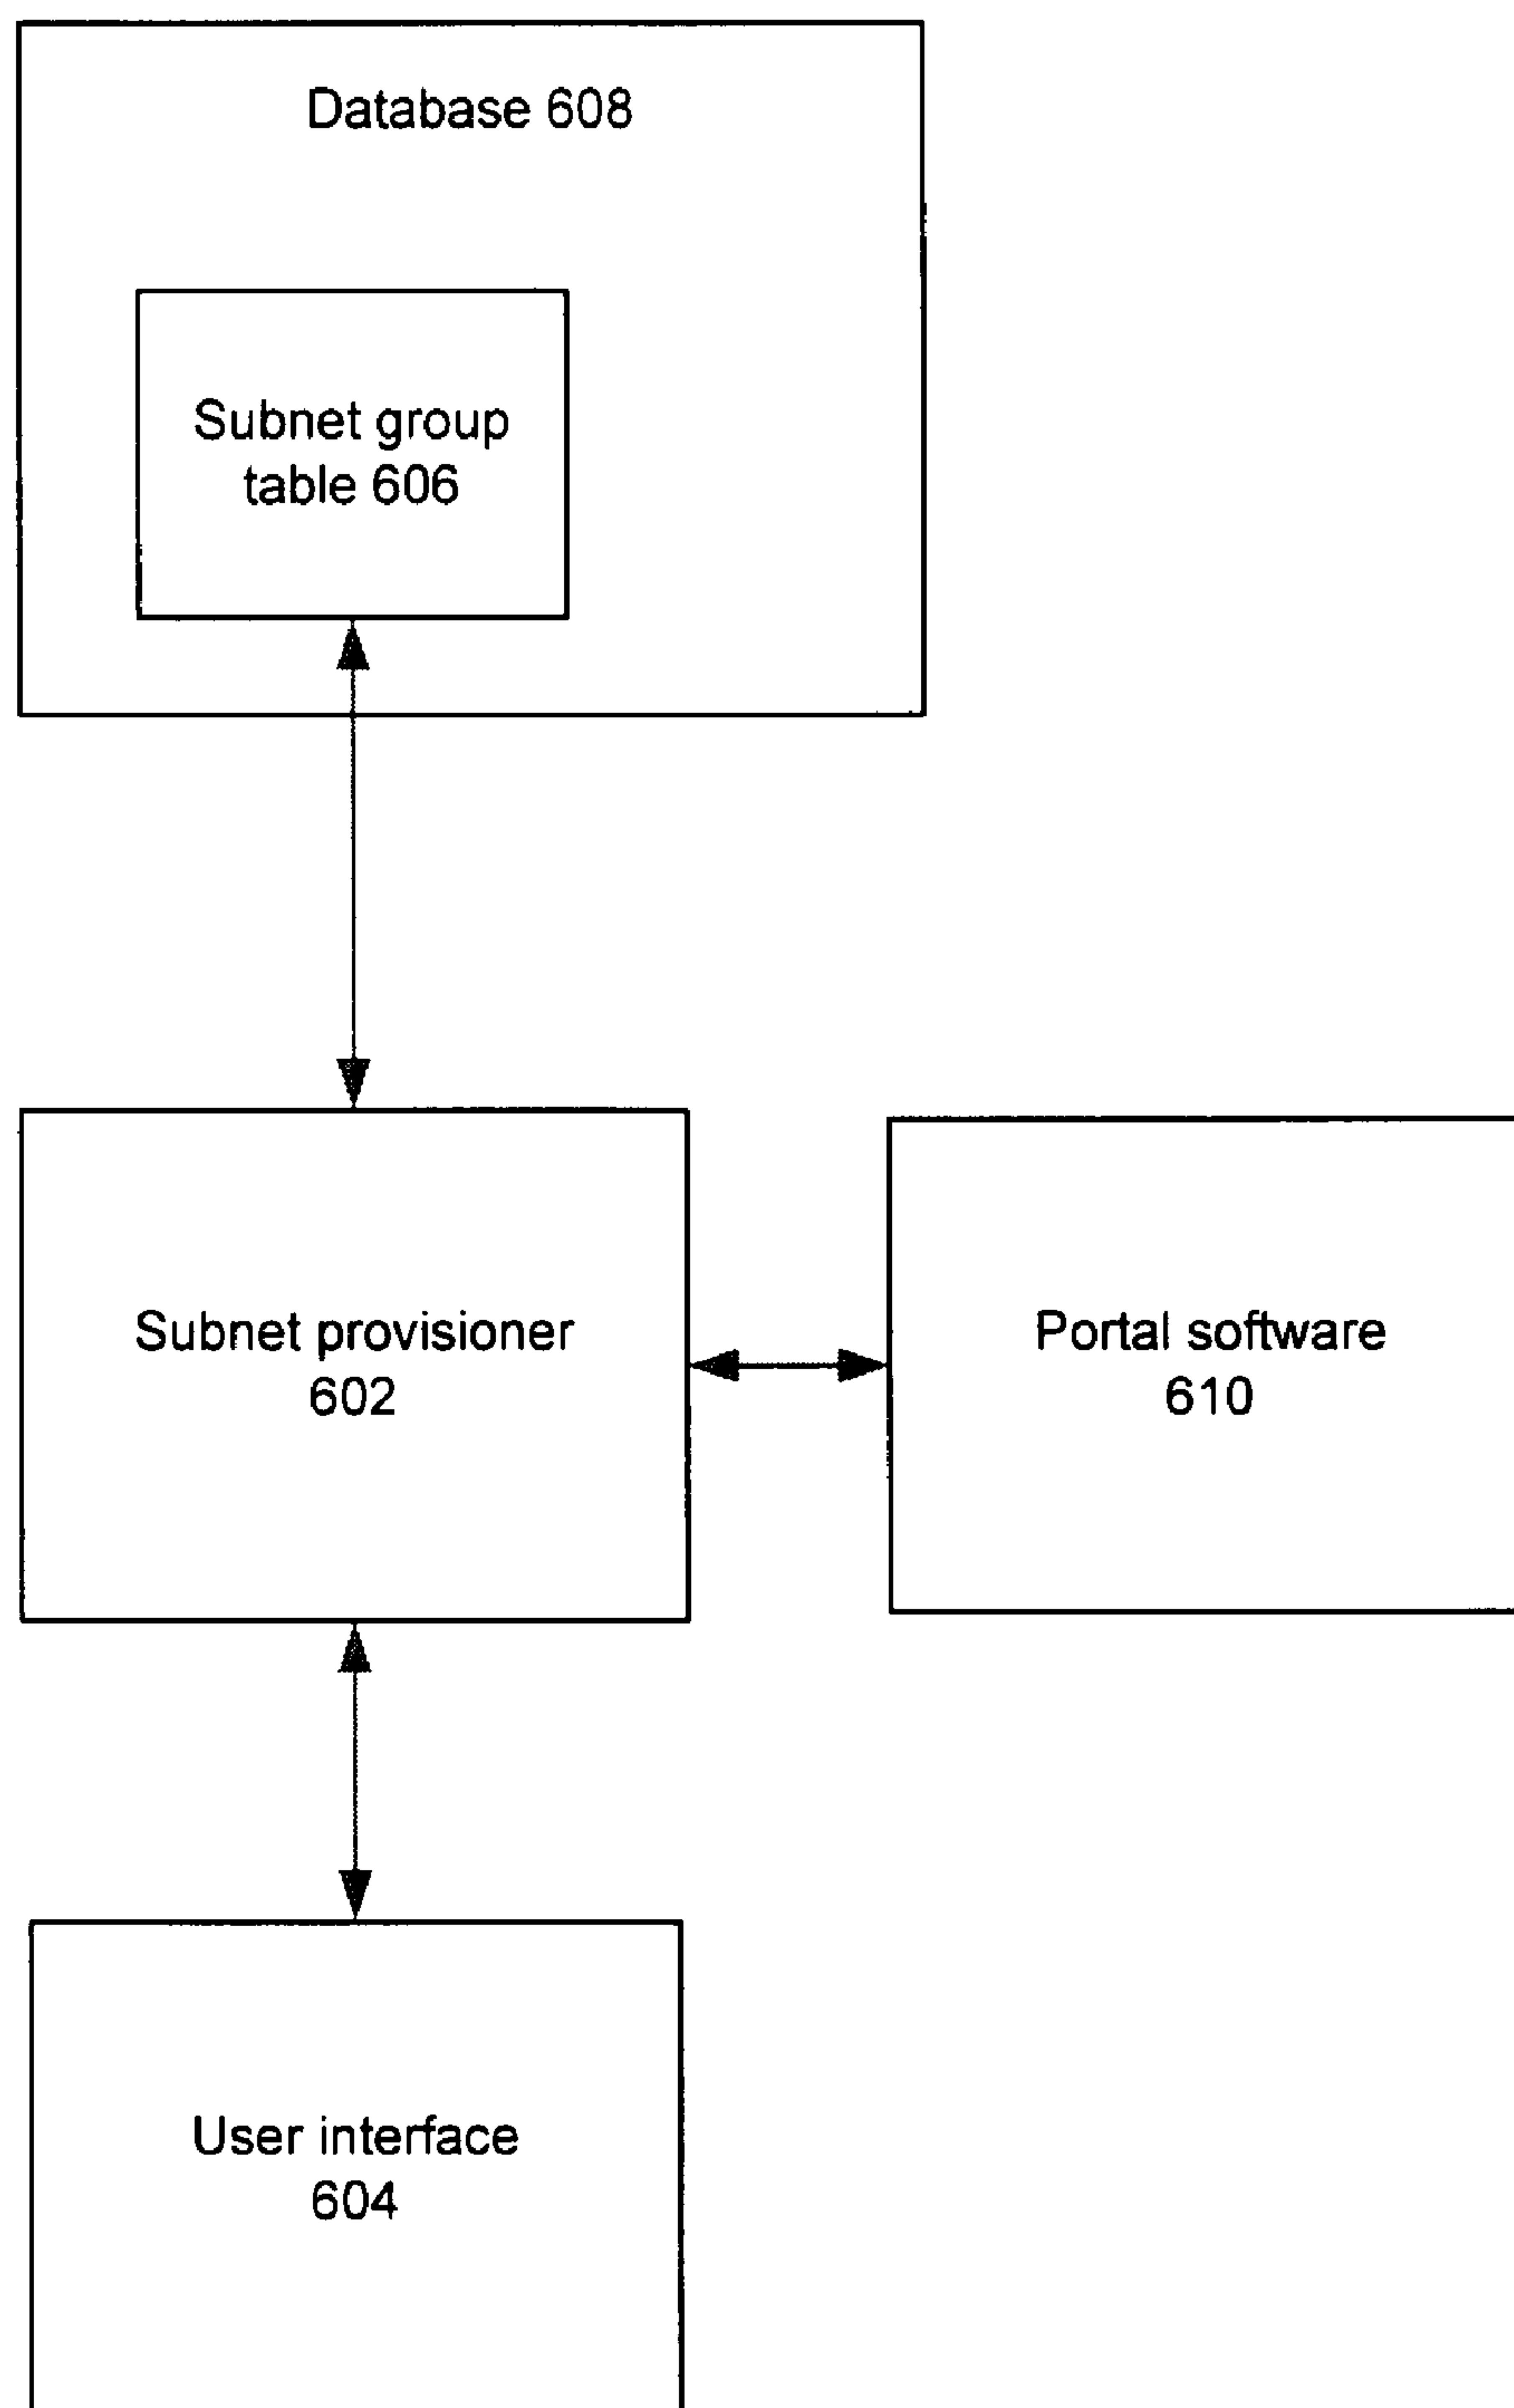 Database 608
Subnet group
table 606
Subnet provisioner
602
Portal software
610
User interface
604